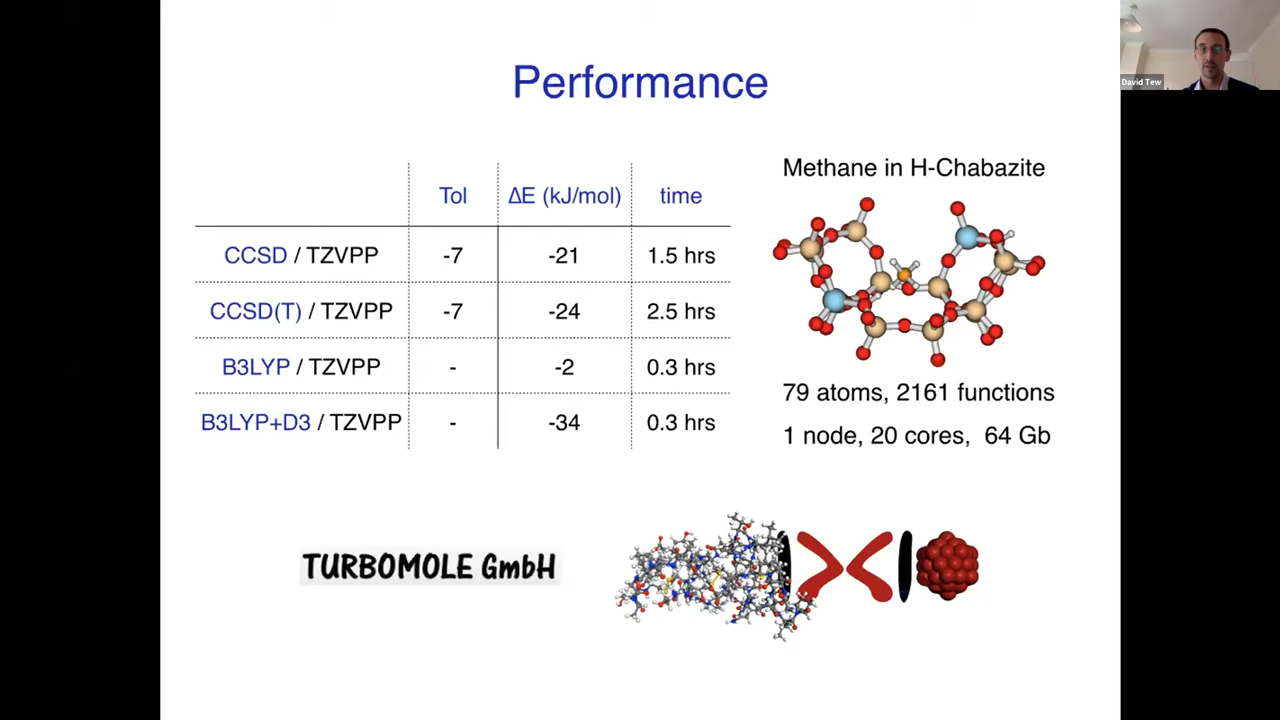 Performance
David Tew
Tol ΔE (kJ/mol) time
CCSD / TZVPP -7 -21 1.5 hrs
CCSD(T) / TZVPP -7 -24 2.5 hrs
B3LYP / TZVPP - -2 0.3 hrs
B3LYP+D3 / TZVPP - -34 0.3 hrs
Methane in H-Chabazite
79 atoms, 2161 functions
1 node, 20 cores, 64 Gb
TURBOMOLE GmbH